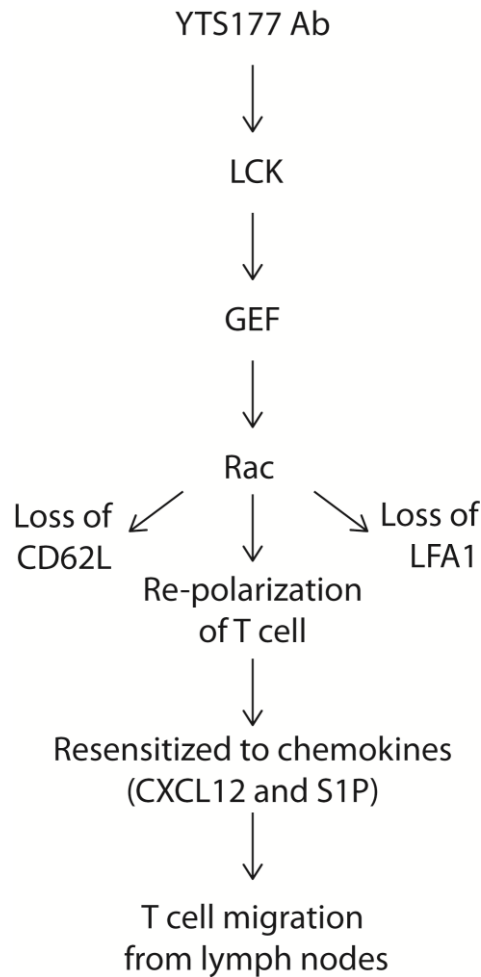 YTS177 Ab
LCK
GEF
Rac
Loss of
CD62L
Loss of
LFA1
Re-polarization
of T cell
Resensitized to chemokines
(CXCL12 and S1P)
T cell migration
from lymph nodes